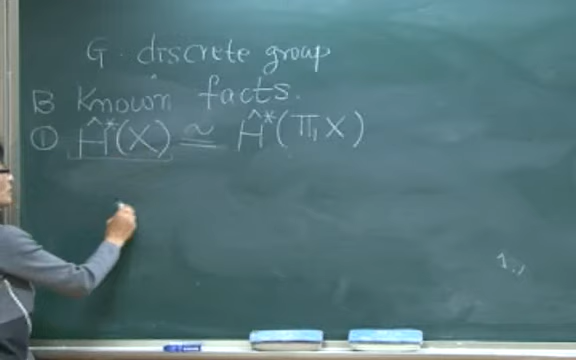 G. discrete group
B Known facts.
① Ĥ*(X) ≃ Ĥ*(π₁X)